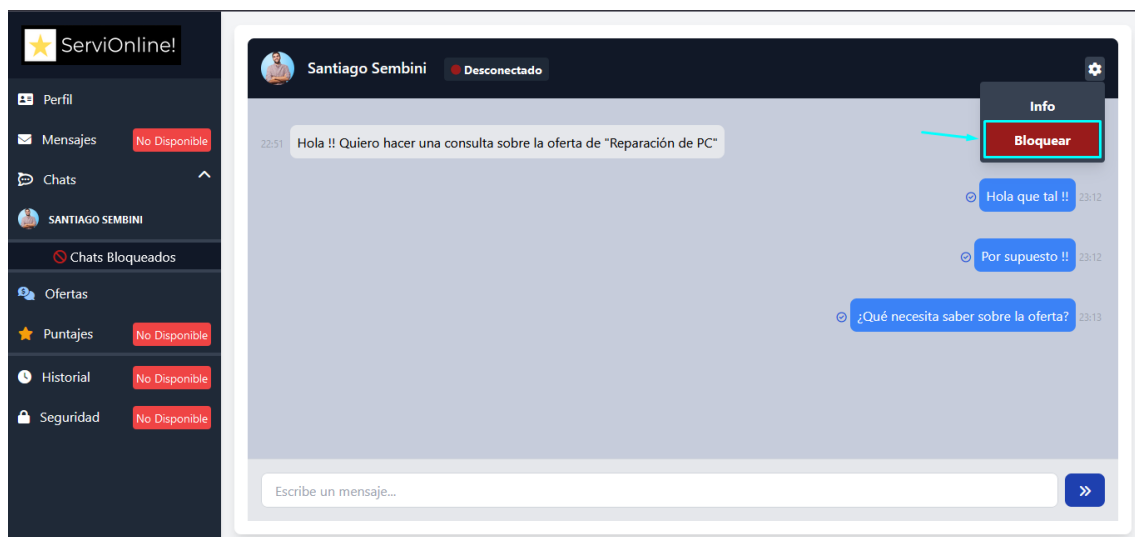 ServiOnline!
Perfil
Mensajes No Disponible
Chats
SANTIAGO SEMBINI
Chats Bloqueados
Ofertas
Puntajes No Disponible
Historial No Disponible
Seguridad No Disponible
Santiago Sembini Desconectado
Info
Bloquear
22:51 Hola !! Quiero hacer una consulta sobre la oferta de "Reparación de PC"
Hola que tal !! 23:12
Por supuesto !! 23:12
¿Qué necesita saber sobre la oferta? 23:13
Escribe un mensaje...